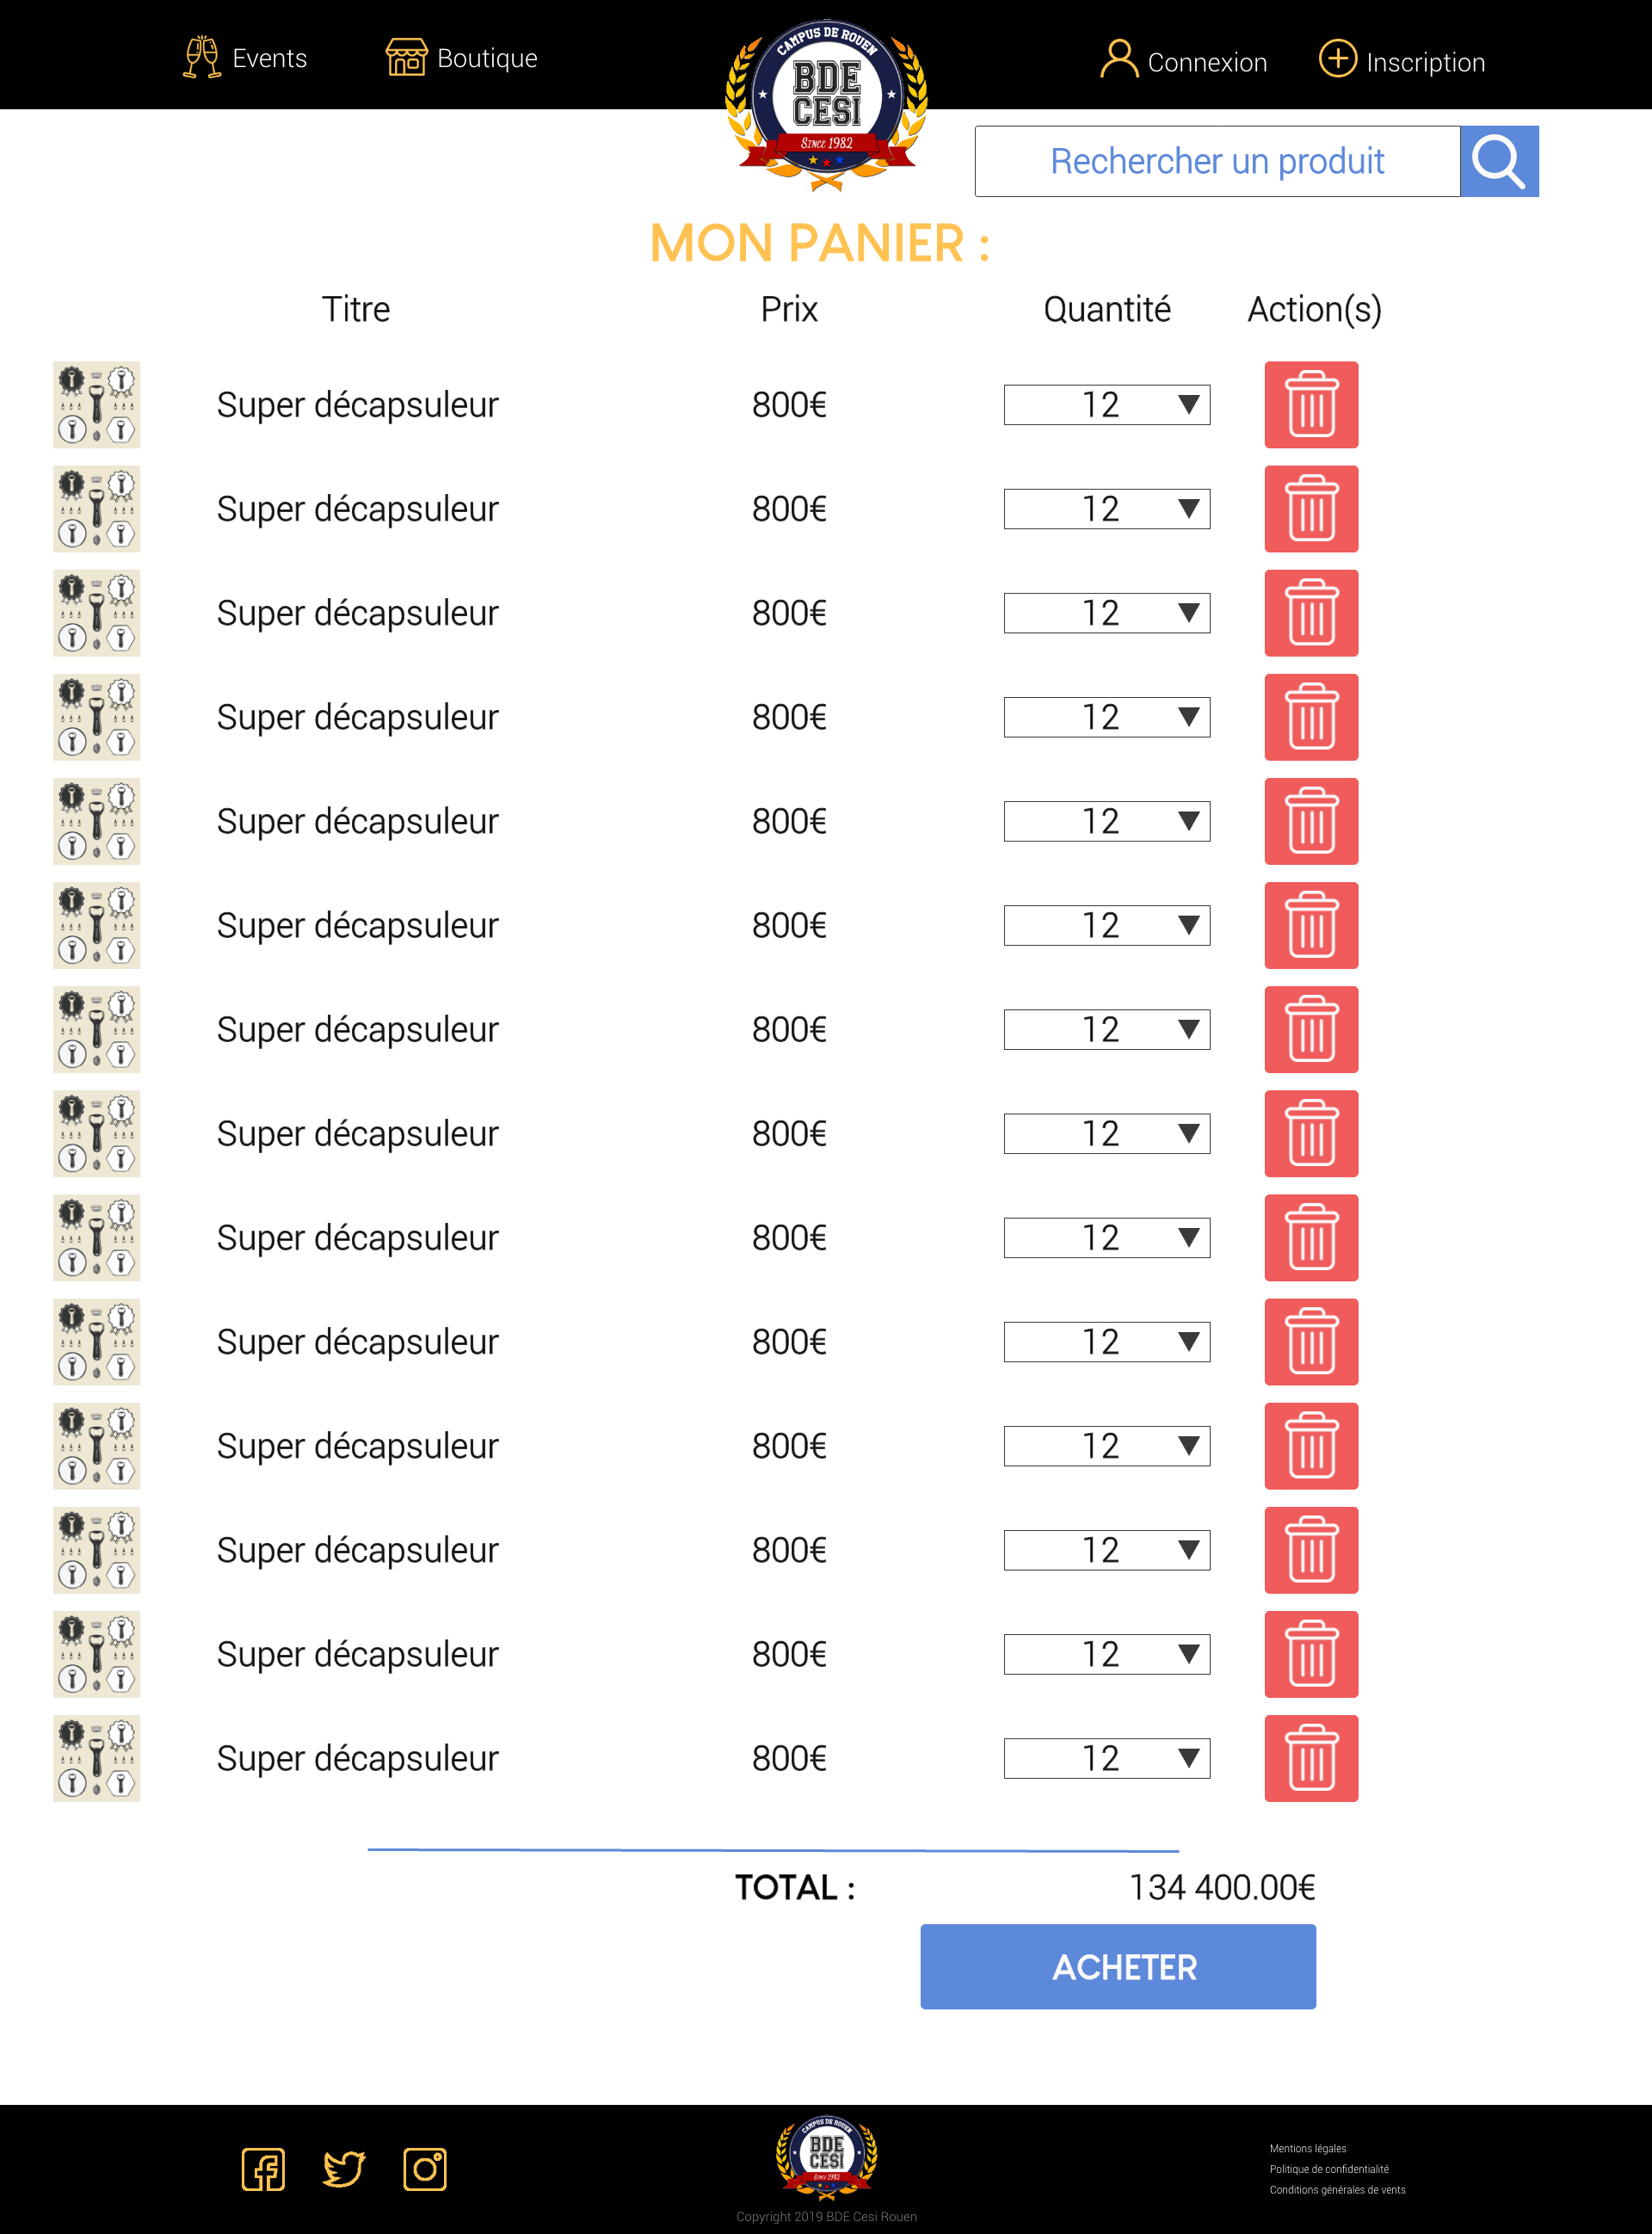 Events
Boutique
CAMPUS DE ROUEN
BDE
CESI
SINCE 1982
Connexion
Inscription
Rechercher un produit
MON PANIER :
Titre Prix Quantité Action(s)
Super décapsuleur 800€ 12
Super décapsuleur 800€ 12
Super décapsuleur 800€ 12
Super décapsuleur 800€ 12
Super décapsuleur 800€ 12
Super décapsuleur 800€ 12
Super décapsuleur 800€ 12
Super décapsuleur 800€ 12
Super décapsuleur 800€ 12
Super décapsuleur 800€ 12
Super décapsuleur 800€ 12
Super décapsuleur 800€ 12
Super décapsuleur 800€ 12
Super décapsuleur 800€ 12
TOTAL : 134 400.00€
ACHETER
CAMPUS DE ROUEN
BDE
CESI
SINCE 1982
Copyright 2019 BDE Cesi Rouen
Mentions légales
Politique de confidentialité
Conditions générales de vents